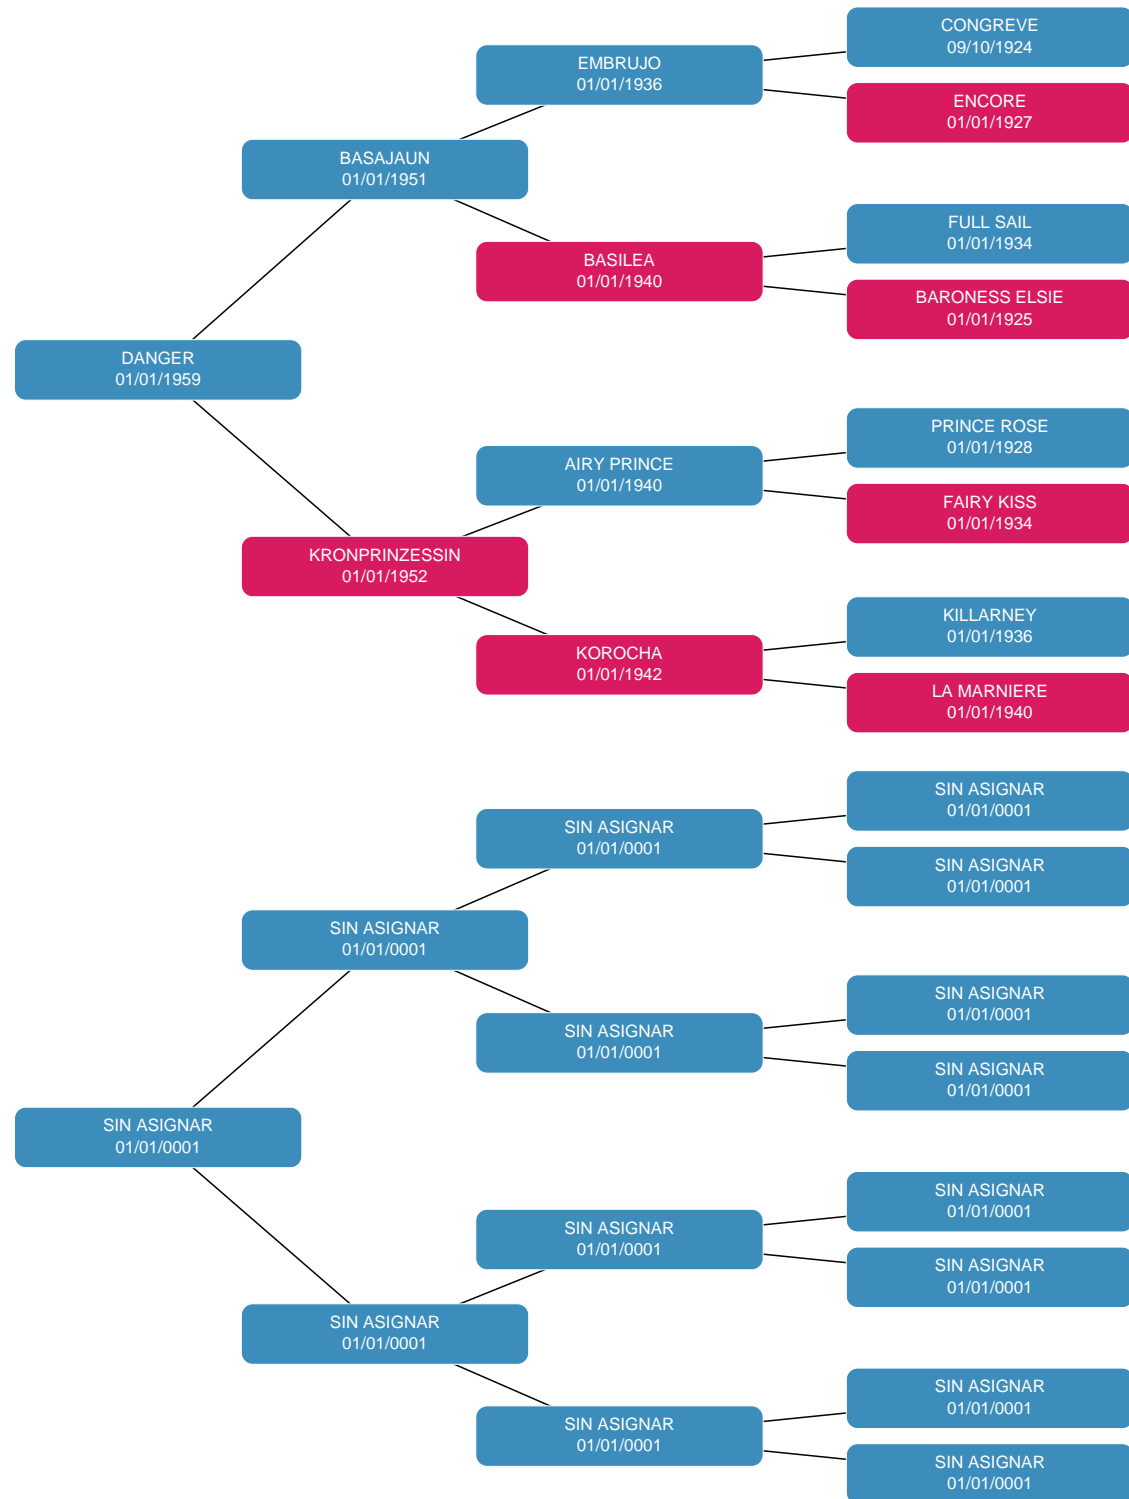 CONGREVE
09/10/1924
EMBRUJO
01/01/1936
ENCORE
01/01/1927
BASAJAUN
01/01/1951
FULL SAIL
01/01/1934
BASILEA
01/01/1940
BARONESS ELSIE
01/01/1925
DANGER
01/01/1959
PRINCE ROSE
01/01/1928
AIRY PRINCE
01/01/1940
FAIRY KISS
01/01/1934
KRONPRINZESSIN
01/01/1952
KILLARNEY
01/01/1936
KOROCHA
01/01/1942
LA MARNIERE
01/01/1940
SIN ASIGNAR
01/01/0001
SIN ASIGNAR
01/01/0001
SIN ASIGNAR
01/01/0001
SIN ASIGNAR
01/01/0001
SIN ASIGNAR
01/01/0001
SIN ASIGNAR
01/01/0001
SIN ASIGNAR
01/01/0001
SIN ASIGNAR
01/01/0001
SIN ASIGNAR
01/01/0001
SIN ASIGNAR
01/01/0001
SIN ASIGNAR
01/01/0001
SIN ASIGNAR
01/01/0001
SIN ASIGNAR
01/01/0001
SIN ASIGNAR
01/01/0001
SIN ASIGNAR
01/01/0001